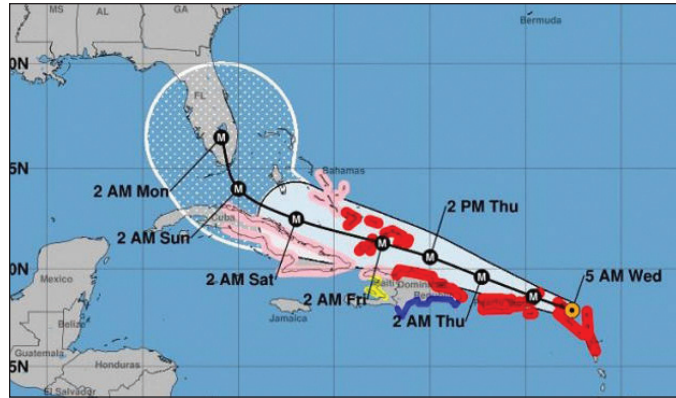 MS
AL
GA
Bermuda
0N
FL
M
5N
2 AM Mon
Bahamas
M
2 PM Thu
2 AM Sun
Cuba
M
M
M
0N
Mexico
2 AM Sat
Haiti
Dominican
M
5 AM Wed
M
2 AM Fri
2 AM Thu
Jamaica
Belize
Guatemala
Honduras
5N
El Salvador